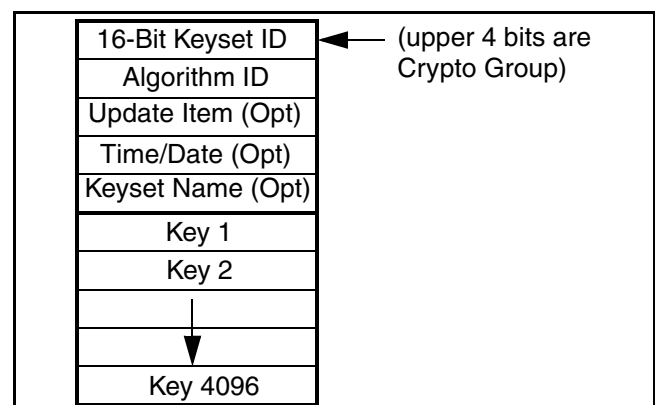 16-Bit Keyset ID
(upper 4 bits are
Crypto Group)
Algorithm ID
Update Item (Opt)
Time/Date (Opt)
Keyset Name (Opt)
Key 1
Key 2
Key 4096